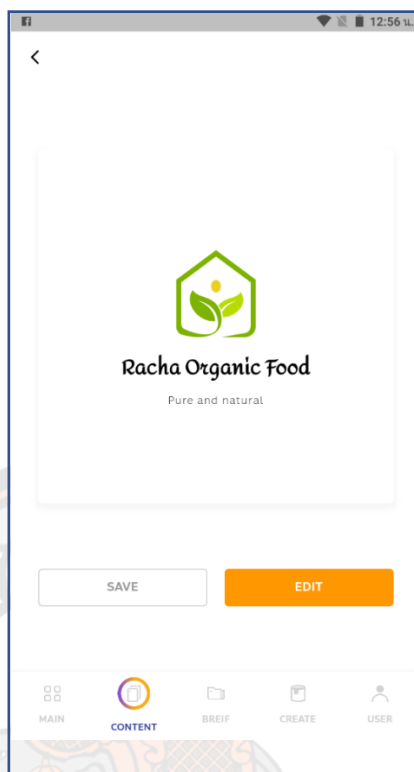 12:56 น.
Racha Organic Food
Pure and natural
SAVE EDIT
MAIN CONTENT BREIF CREATE USER